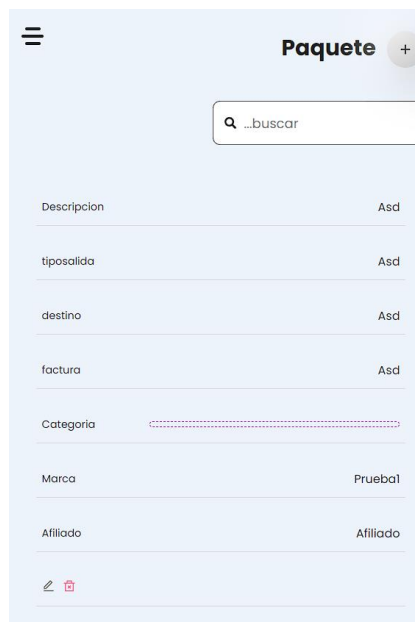 Paquete +
...buscar
Descripcion Asd
tiposalida Asd
destino Asd
factura Asd
Categoria
Marca Prueba1
Afiliado Afiliado